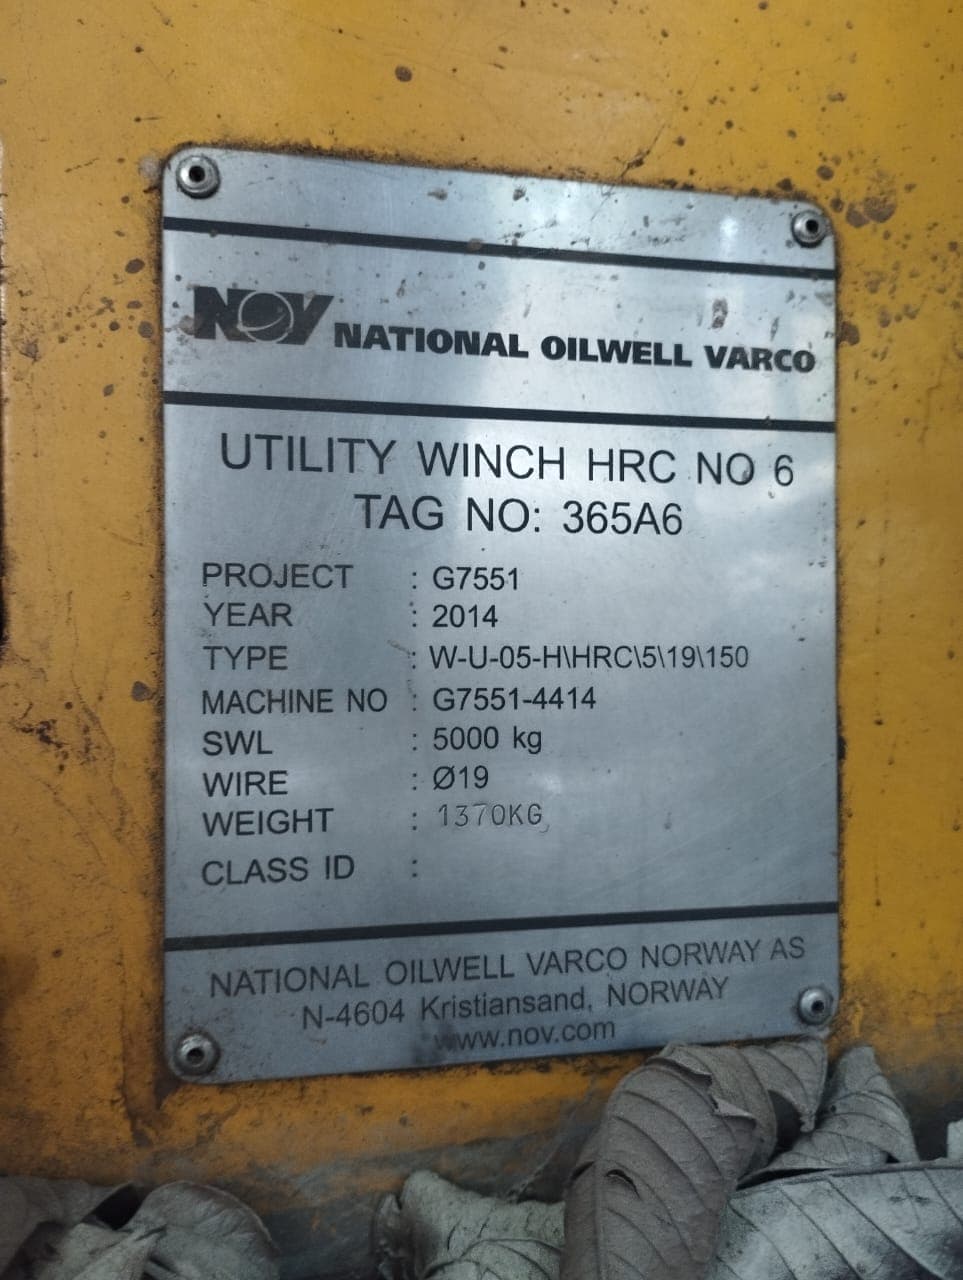 NOV NATIONAL OILWELL VARCO
UTILITY WINCH HRC NO 6
TAG NO: 365A6
PROJECT : G7551
YEAR : 2014
TYPE : W-U-05-H\HRC\5\19\150
MACHINE NO : G7551-4414
SWL : 5000 kg
WIRE : Ø19
WEIGHT : 1370KG
CLASS ID :
NATIONAL OILWELL VARCO NORWAY AS
N-4604 Kristiansand, NORWAY
www.nov.com